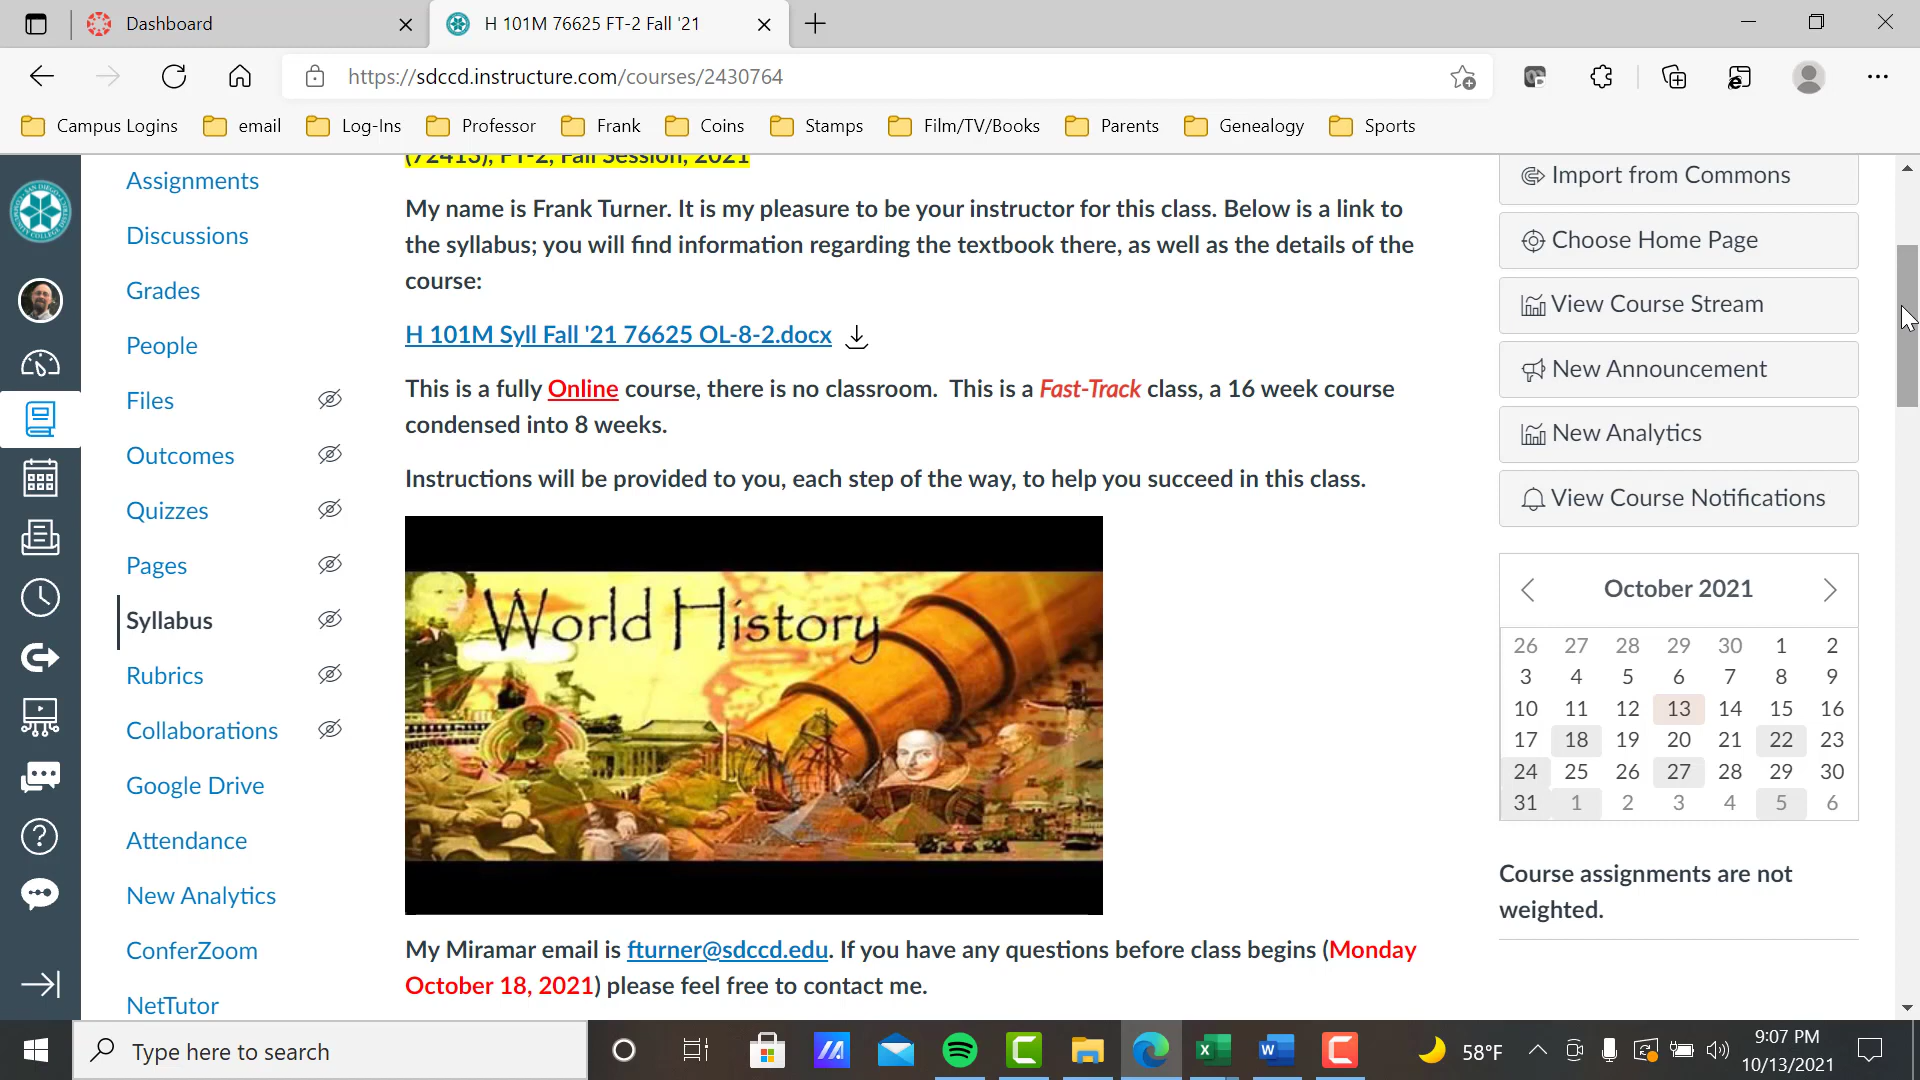 Dashboard
H 101M 76625 FT-2 Fall '21
https://sdccd.instructure.com/courses/2430764
Campus Logins
email
Log-Ins
Professor
Frank
Coins
Stamps
Film/TV/Books
Parents
Genealogy
Sports
Assignments
Discussions
Grades
People
Files
Outcomes
Quizzes
Pages
Syllabus
Rubrics
Collaborations
Google Drive
Attendance
New Analytics
ConferZoom
NetTutor
(72413), FT-2, Fall Session, 2021
My name is Frank Turner. It is my pleasure to be your instructor for this class. Below is a link to
the syllabus; you will find information regarding the textbook there, as well as the details of the
course:
H 101M Syll Fall '21 76625 OL-8-2.docx
This is a fully Online course, there is no classroom. This is a Fast-Track class, a 16 week course
condensed into 8 weeks.
Instructions will be provided to you, each step of the way, to help you succeed in this class.
World History
My Miramar email is fturner@sdccd.edu. If you have any questions before class begins (Monday
October 18, 2021) please feel free to contact me.
Import from Commons
Choose Home Page
View Course Stream
New Announcement
New Analytics
View Course Notifications
October 2021
26 27 28 29 30 1 2
3 4 5 6 7 8 9
10 11 12 13 14 15 16
17 18 19 20 21 22 23
24 25 26 27 28 29 30
31 1 2 3 4 5 6
Course assignments are not
weighted.
Type here to search
58°F
9:07 PM
10/13/2021